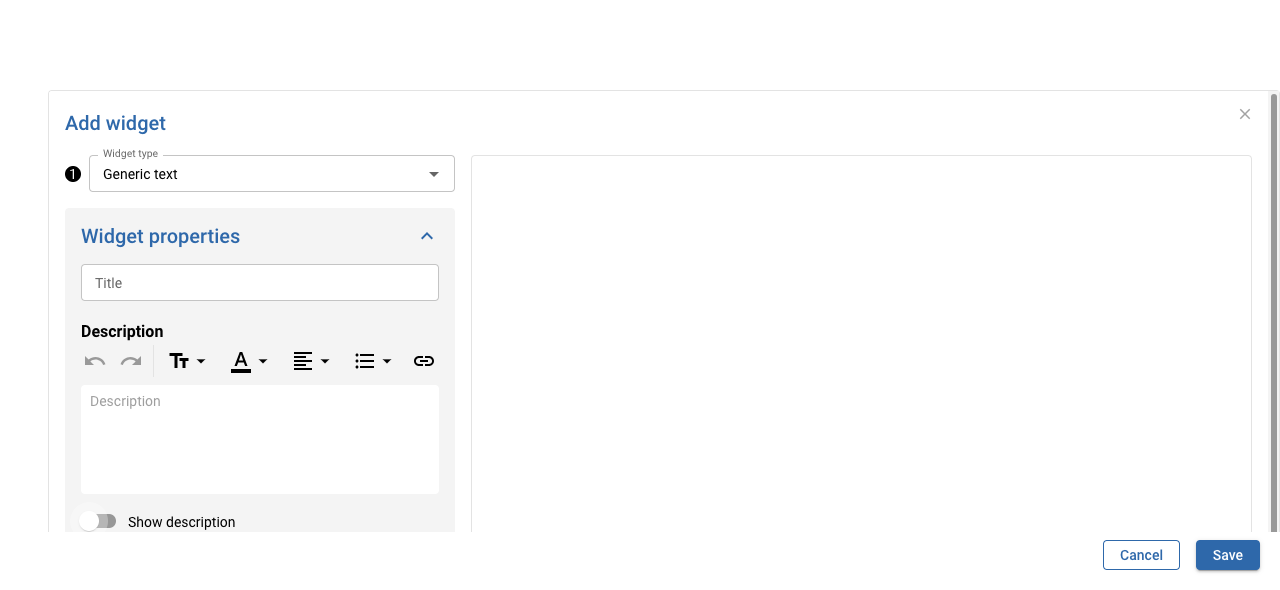 Add widget
Widget type
1
Generic text
Widget properties
Title
Description
Description
Show description
Cancel
Save